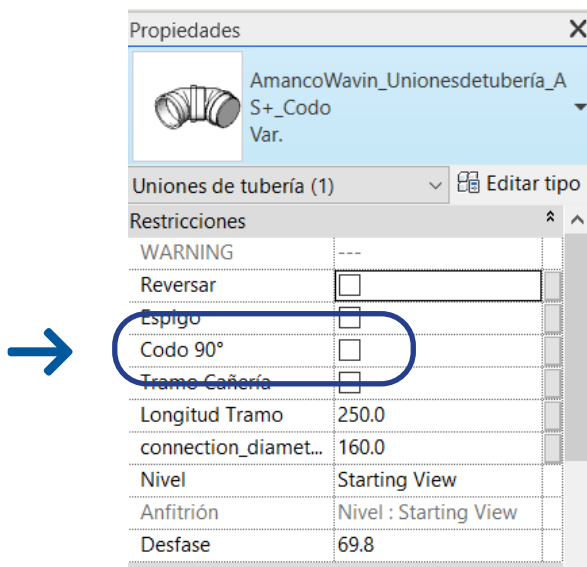 Propiedades
AmancoWavin_Unionesdetubería_A
S+_Codo
Var.
Uniones de tubería (1)
Editar tipo
Restricciones
WARNING ---
Reversar
Espigo
Codo 90°
Tramo Cañería
Longitud Tramo 250.0
connection_diamet... 160.0
Nivel Starting View
Anfitrión Nivel : Starting View
Desfase 69.8